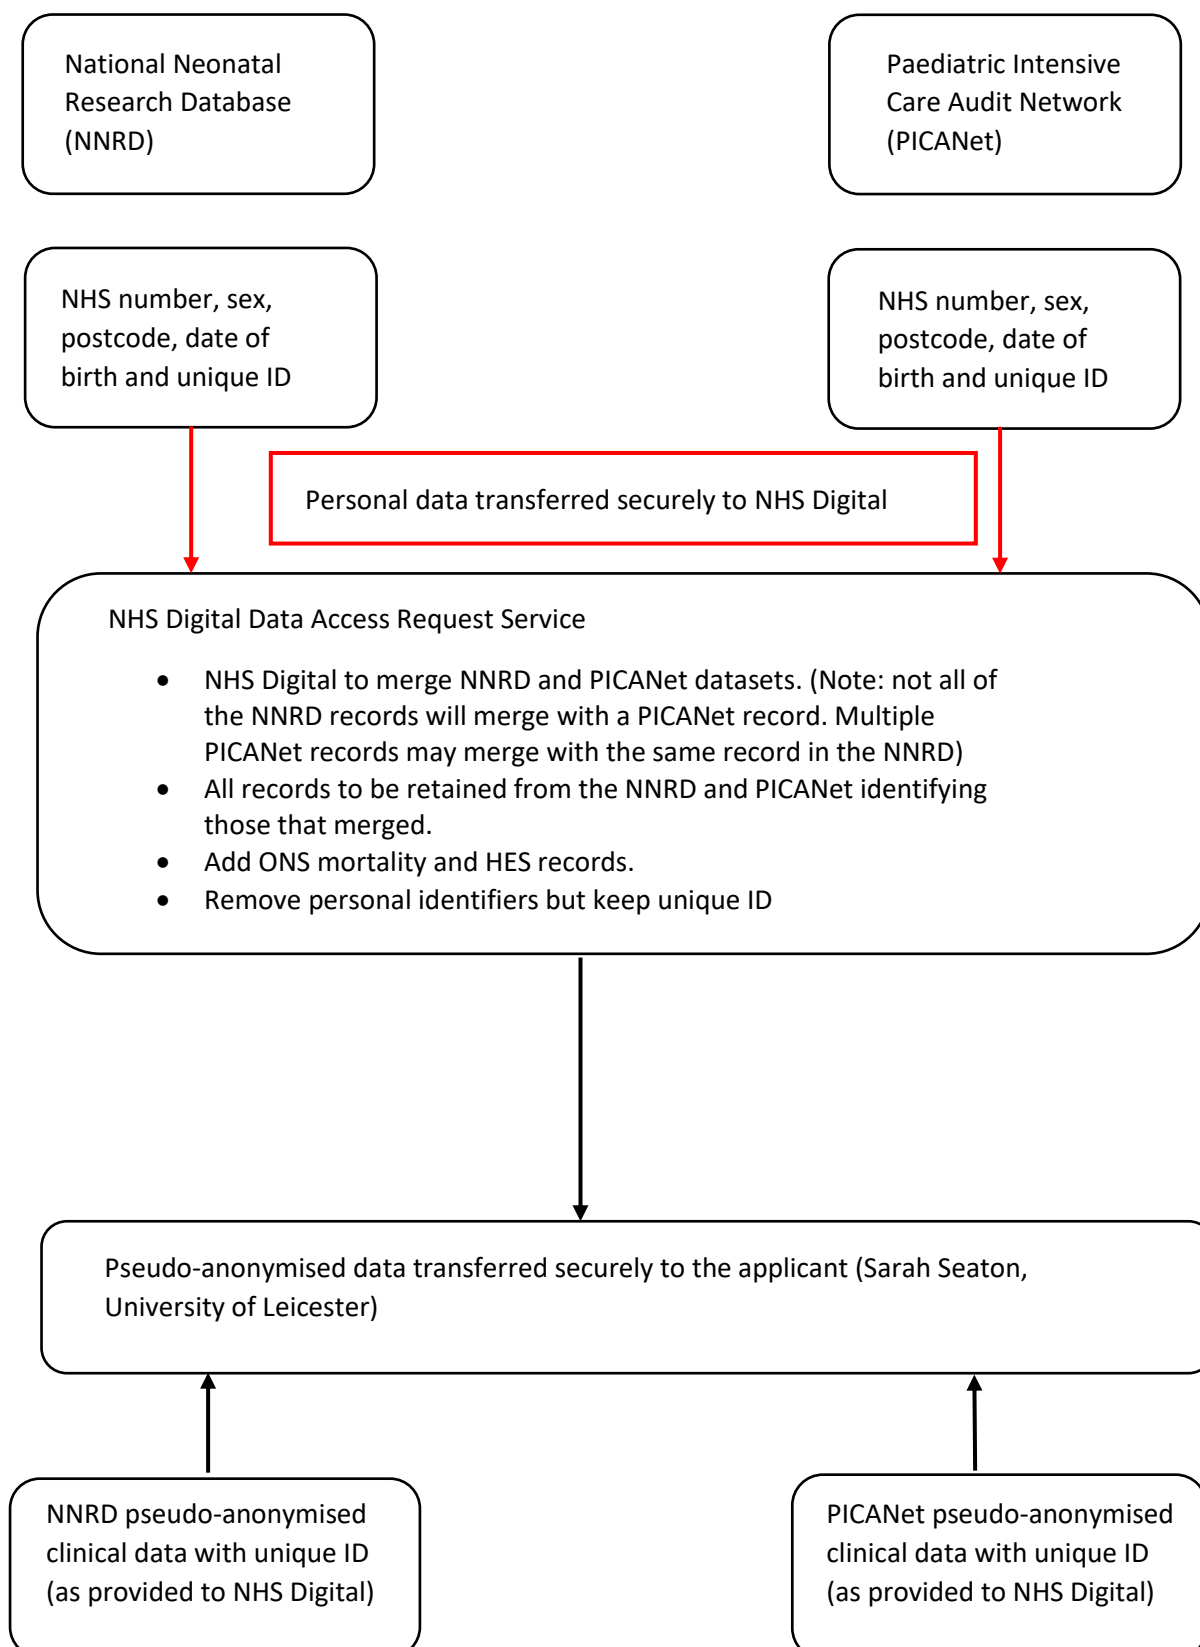 National Neonatal
Research Database
(NNRD)
Paediatric Intensive
Care Audit Network
(PICANet)
NHS number, sex,
postcode, date of
birth and unique ID
NHS number, sex,
postcode, date of
birth and unique ID
Personal data transferred securely to NHS Digital
NHS Digital Data Access Request Service
• NHS Digital to merge NNRD and PICANet datasets. (Note: not all of
the NNRD records will merge with a PICANet record. Multiple
PICANet records may merge with the same record in the NNRD)
• All records to be retained from the NNRD and PICANet identifying
those that merged.
• Add ONS mortality and HES records.
• Remove personal identifiers but keep unique ID
Pseudo-anonymised data transferred securely to the applicant (Sarah Seaton,
University of Leicester)
NNRD pseudo-anonymised
clinical data with unique ID
(as provided to NHS Digital)
PICANet pseudo-anonymised
clinical data with unique ID
(as provided to NHS Digital)